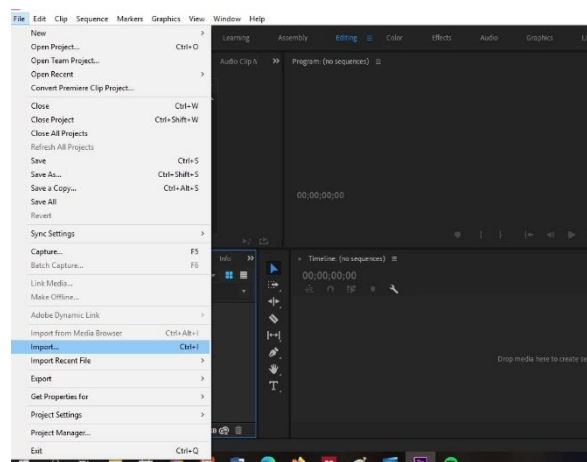 File Edit Clip Sequence Markers Graphics View Window Help
New
Open Project... Ctrl+O
Open Team Project...
Open Recent
Convert Premiere Clip Project...
Close Ctrl+W
Close Project Ctrl+Shift+W
Close All Projects
Refresh All Projects
Save Ctrl+S
Save As... Ctrl+Shift+S
Save a Copy... Ctrl+Alt+S
Save All
Revert
Sync Settings
Capture... F5
Batch Capture... F6
Link Media...
Make Offline...
Adobe Dynamic Link
Import from Media Browser Ctrl+Alt+I
Import... Ctrl+I
Import Recent File
Export
Get Properties for
Project Settings
Project Manager...
Exit Ctrl+Q
Learning Assembly Editing Color Effects Audio Graphics
Audio Clip Program: (no sequences)
00;00;00;00
Info Timeline: (no sequences)
00;00;00;00
Drop media here to create
T